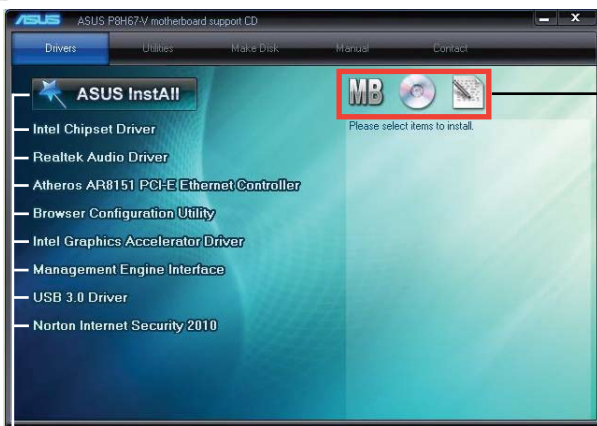 ASUS ASUS P8H67-V motherboard support CD
Drivers Utilities Make Disk Manual Contact
ASUS InstAll
MB
Please select items to install.
Intel Chipset Driver
Realtek Audio Driver
Atheros AR8151 PCI-E Ethernet Controller
Browser Configuration Utility
Intel Graphics Accelerator Driver
Management Engine Interface
USB 3.0 Driver
Norton Internet Security 2010